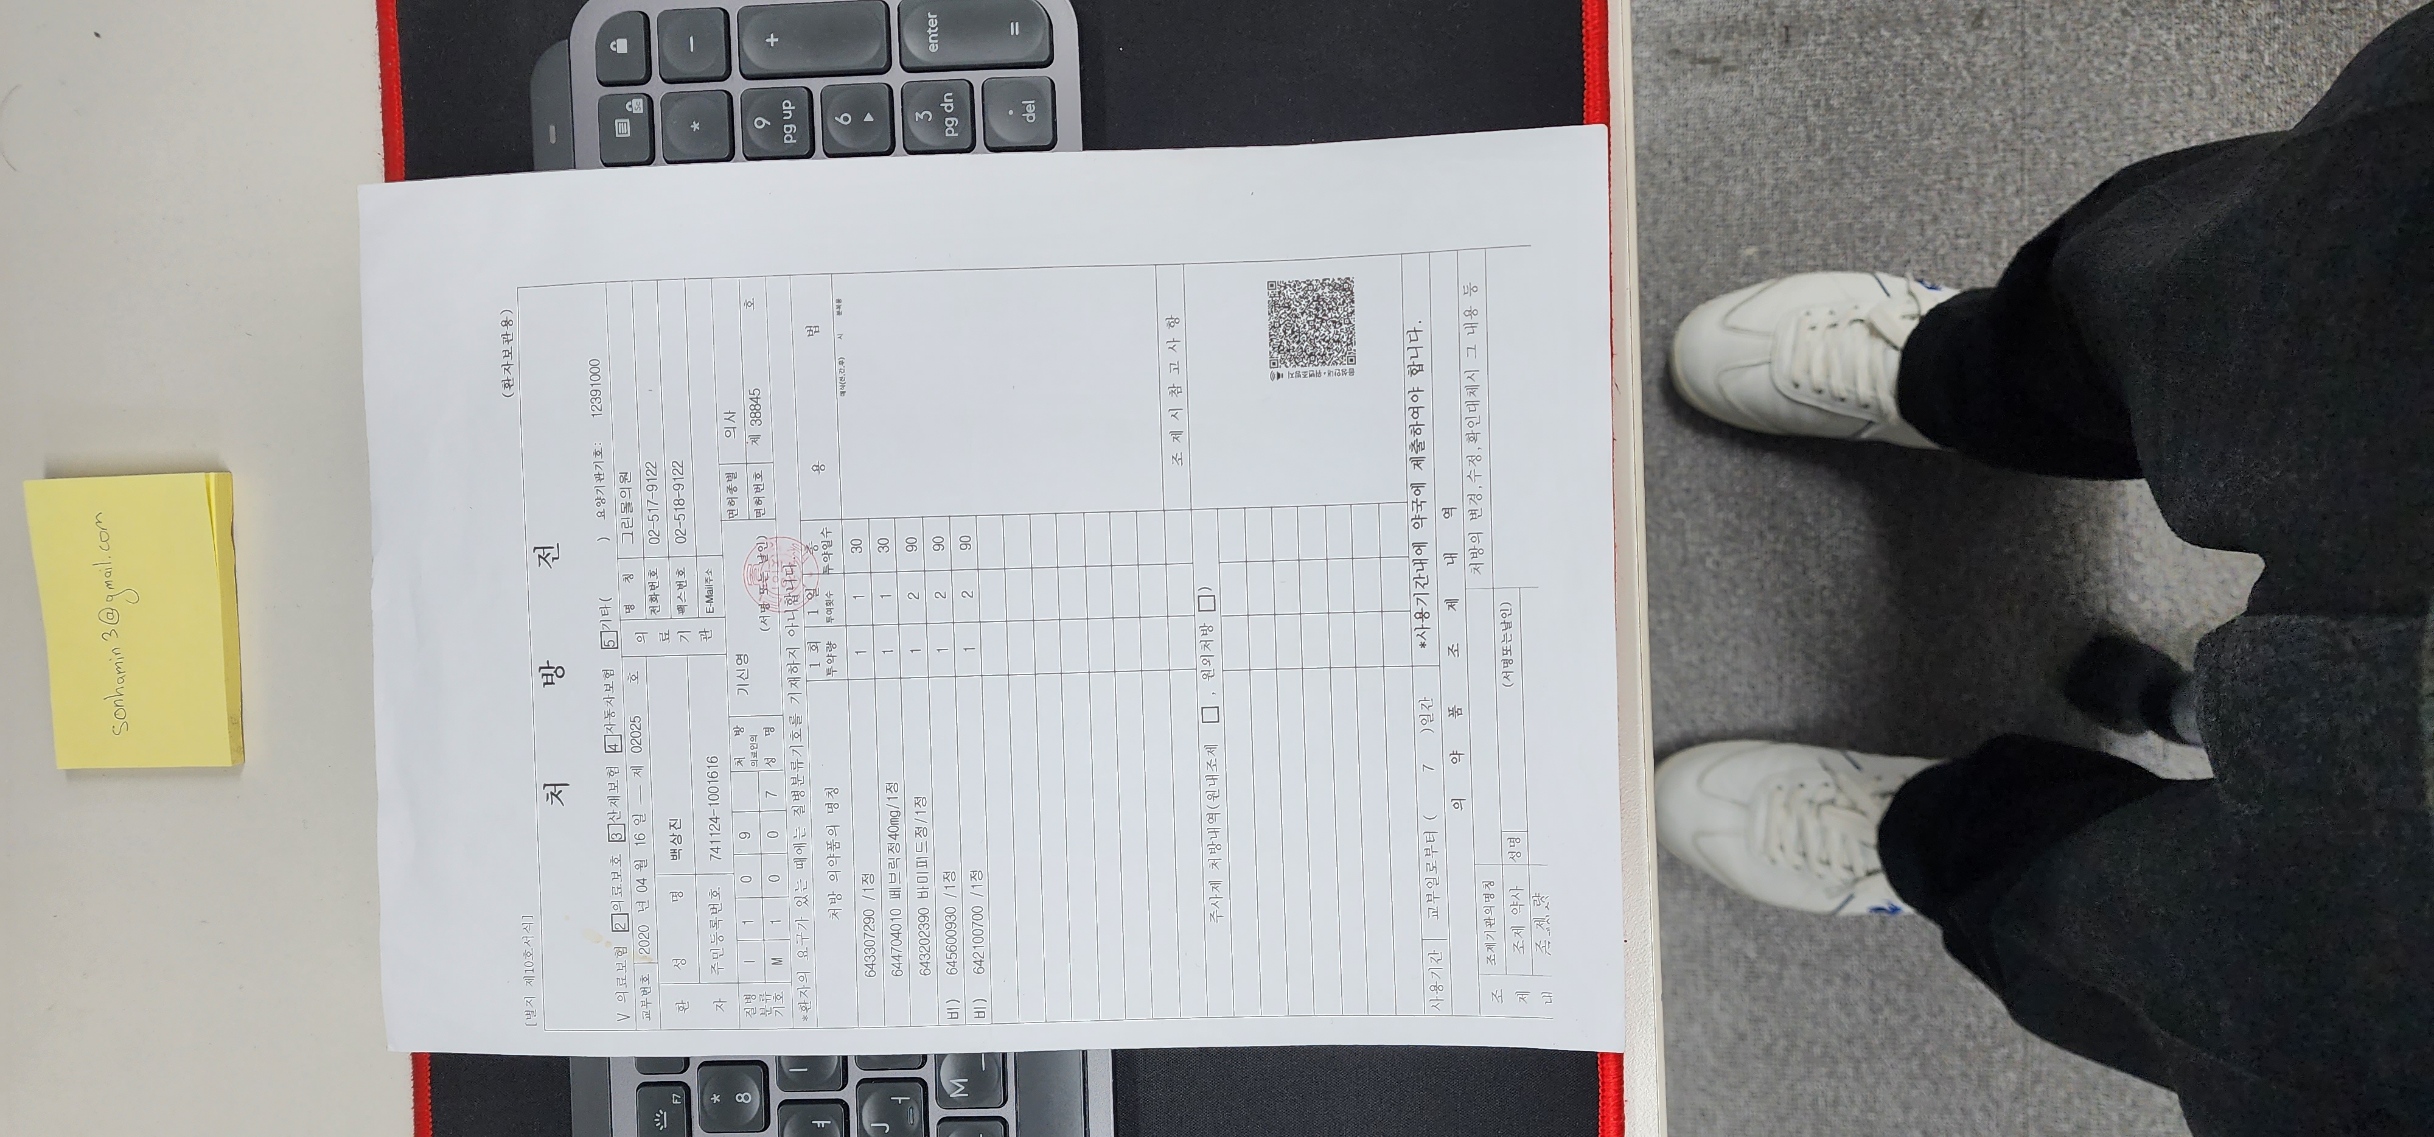 sonhamin3@gmail.com
(환자보관용)
[별지 제10호서식]
처 방 전
V 의료보험 2 의료보호 3 산재보험 4 자동차보험 5 기타( ) 요양기관기호: 12391000
교부번호 2020 년 04 월 16 일 — 제 02025 호
의료기관
명 칭 그린몰의원
전화번호 02-517-9122
팩스번호 02-518-9122
E-Mail주소
환자
성 명 백상진
주민등록번호 741124-1001616
질병분류기호
I 1 0 9
M 1 0 0 7
처 방
의료인의
성 명
기신영
(서명 또는 날인)
면허종별 의사
면허번호 제 38845 호
*환자의 요구가 있는 때에는 질병분류기호를 기재하지 아니합니다.
처방 의약품의 명칭 1 회 투약량 1 일 투여횟수 총 투약일수 용 법
643307290 /1정 1 1 30
644704010 페브릭정40mg/1정 1 1 30
643202390 바미피드정/1정 1 2 90
비) 645600930 /1정 1 2 90
비) 642100700 /1정 1 2 90
조 제 시 참 고 사 항
주사제 처방내역(원내조제 □ , 원외처방 □)
음성안내·위변조방지
사용기간 교부일로부터 ( 7 )일간 *사용기간내에 약국에 제출하여야 합니다.
의 약 품 조 제 내 역
조 제 내
조제기관의명칭
처방의 변경,수정,확인대체시 그 내용 등
조제 약사 성명 (서명또는날인)
조 제 량
F7
*
8
J
ㅓ
M
ㅡ
*
−
9
pg up
+
6
3
pg dn
enter
.
del
=